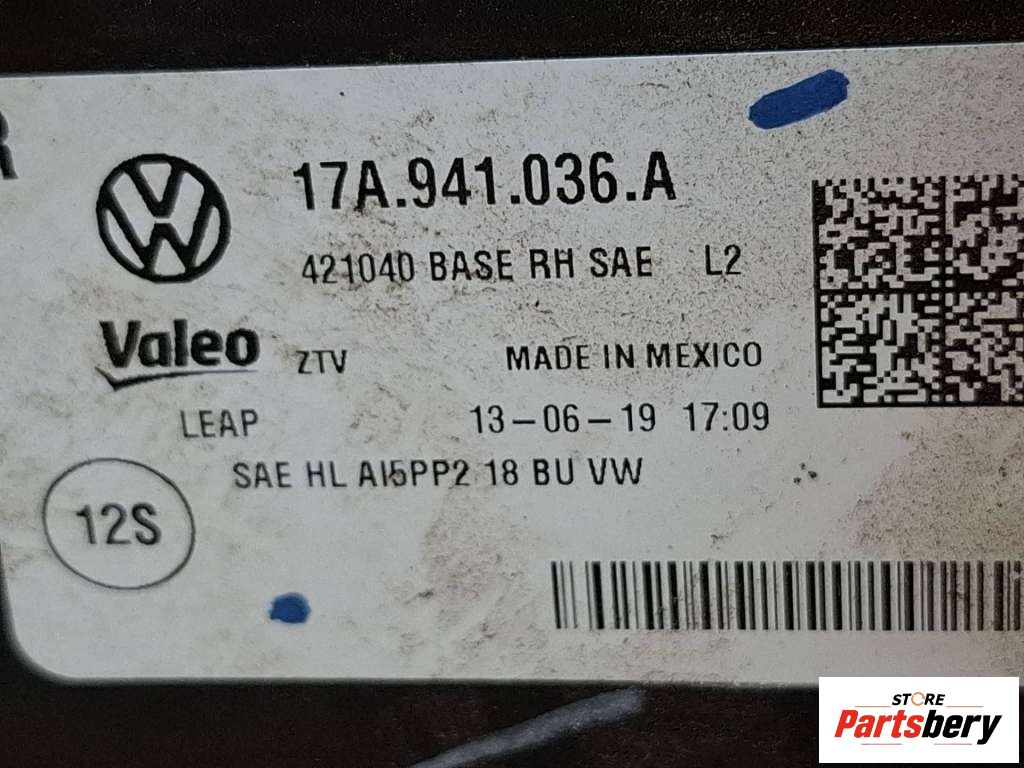 R
17A.941.036.A
421040 BASE RH SAE L2
Valeo ZTV MADE IN MEXICO
LEAP 13-06-19 17:09
SAE HL AI5PP2 18 BU VW
12S
STORE
Partsbery